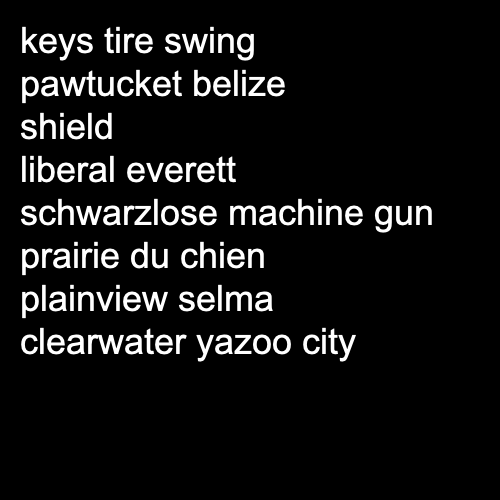 keys tire swing
pawtucket belize
shield
liberal everett
schwarzlose machine gun
prairie du chien
plainview selma
clearwater yazoo city